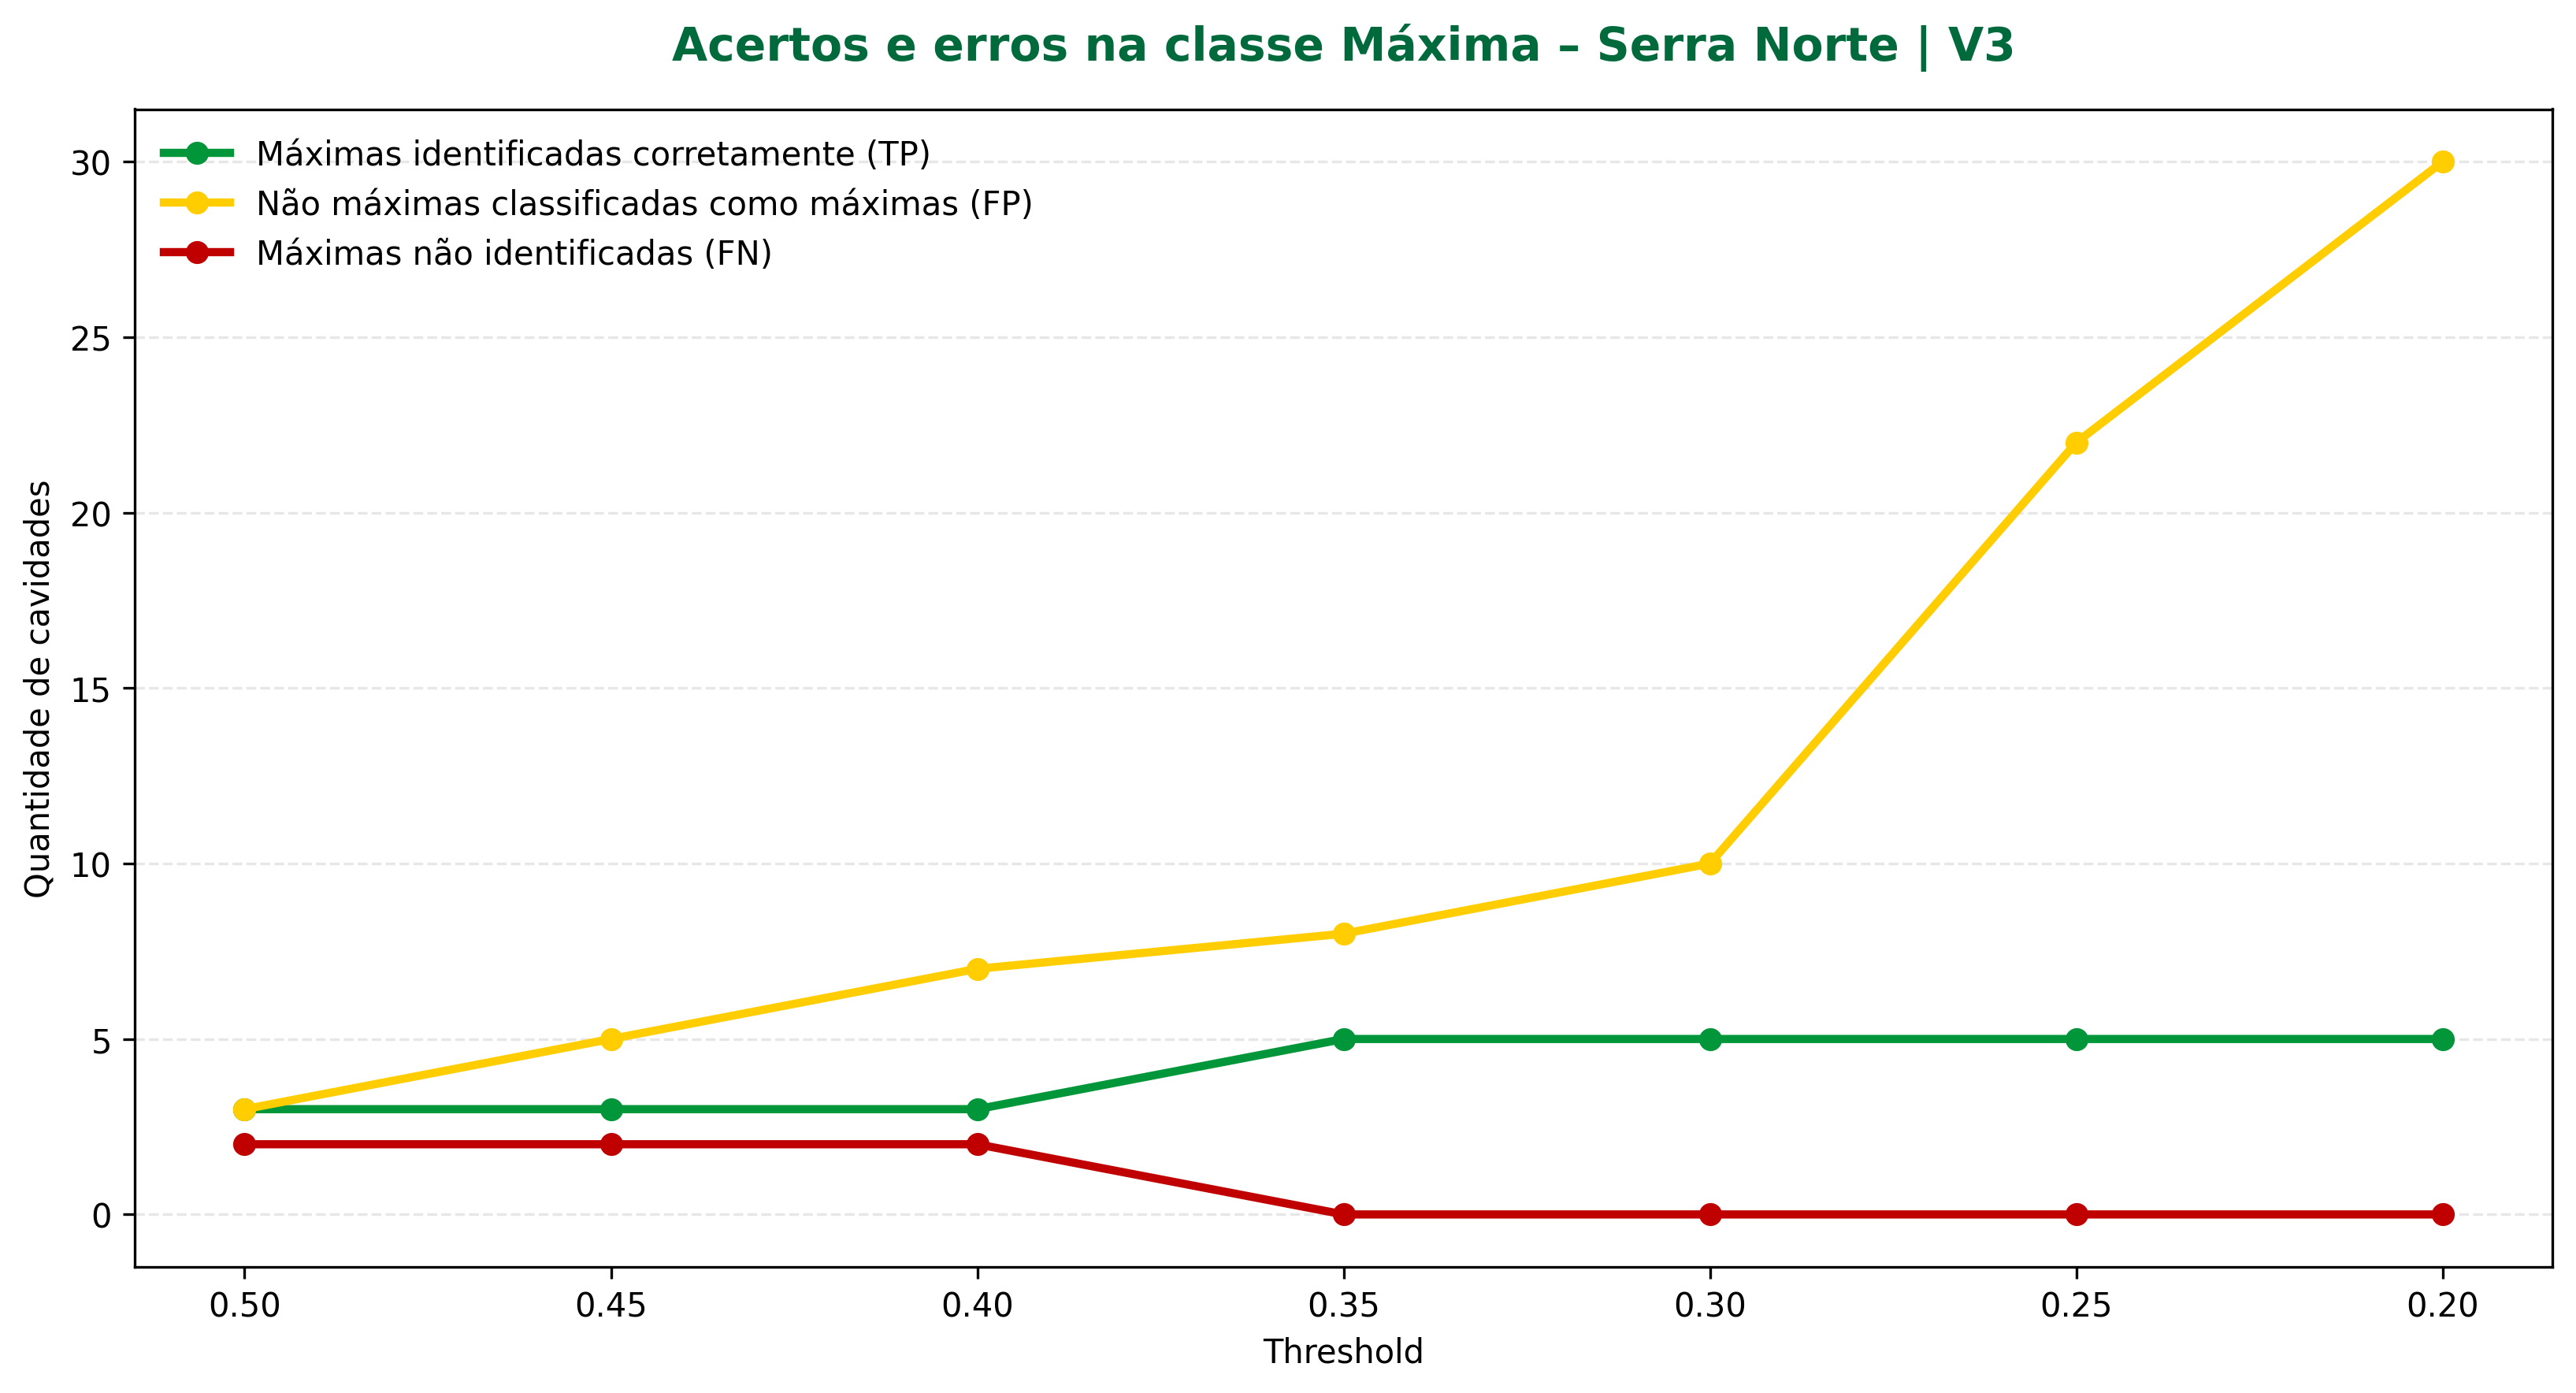 Acertos e erros na classe Máxima – Serra Norte | V3
Máximas identificadas corretamente (TP)
Não máximas classificadas como máximas (FP)
Máximas não identificadas (FN)
Quantidade de cavidades
30
25
20
15
10
5
0
0.50 0.45 0.40 0.35 0.30 0.25 0.20
Threshold